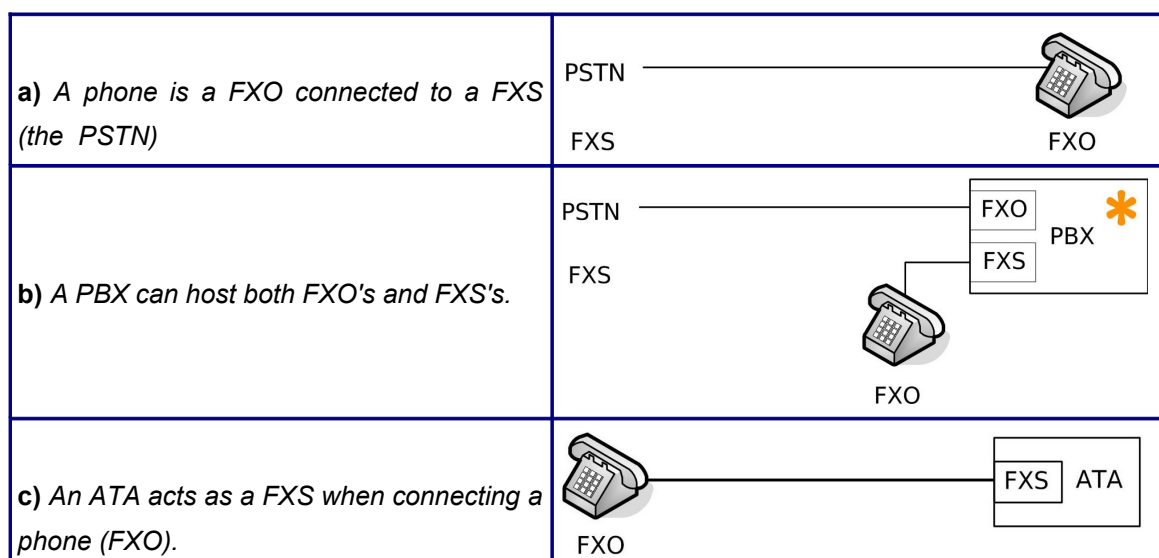 a) A phone is a FXO connected to a FXS
(the PSTN)
PSTN
FXS
FXO
b) A PBX can host both FXO's and FXS's.
PSTN
FXS
FXO
PBX
FXS
FXO
c) An ATA acts as a FXS when connecting a
phone (FXO).
FXO
FXS ATA